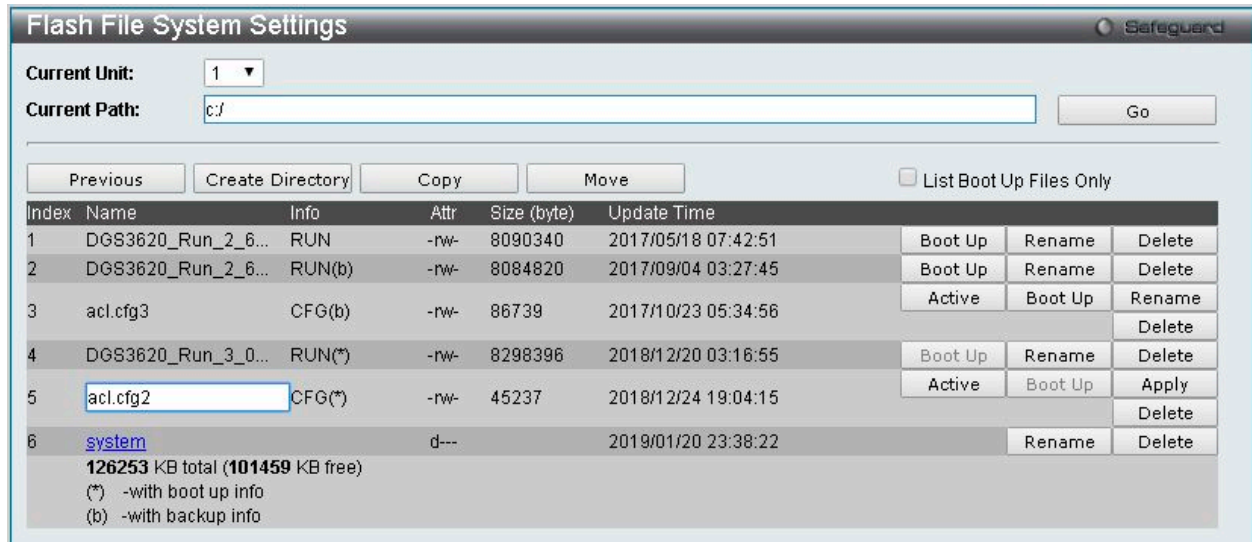 Flash File System Settings
Safeguard
Current Unit: 1
Current Path: c:/ Go
Previous Create Directory Copy Move List Boot Up Files Only
Index Name Info Attr Size (byte) Update Time
1 DGS3620_Run_2_6... RUN -rw- 8090340 2017/05/18 07:42:51 Boot Up Rename Delete
2 DGS3620_Run_2_6... RUN(b) -rw- 8084820 2017/09/04 03:27:45 Boot Up Rename Delete
3 acl.cfg3 CFG(b) -rw- 86739 2017/10/23 05:34:56 Active Boot Up Rename
Delete
4 DGS3620_Run_3_0... RUN(*) -rw- 8298396 2018/12/20 03:16:55 Boot Up Rename Delete
5 acl.cfg2 CFG(*) -rw- 45237 2018/12/24 19:04:15 Active Boot Up Apply
Delete
6 system d--- 2019/01/20 23:38:22 Rename Delete
126253 KB total (101459 KB free)
(*) -with boot up info
(b) -with backup info